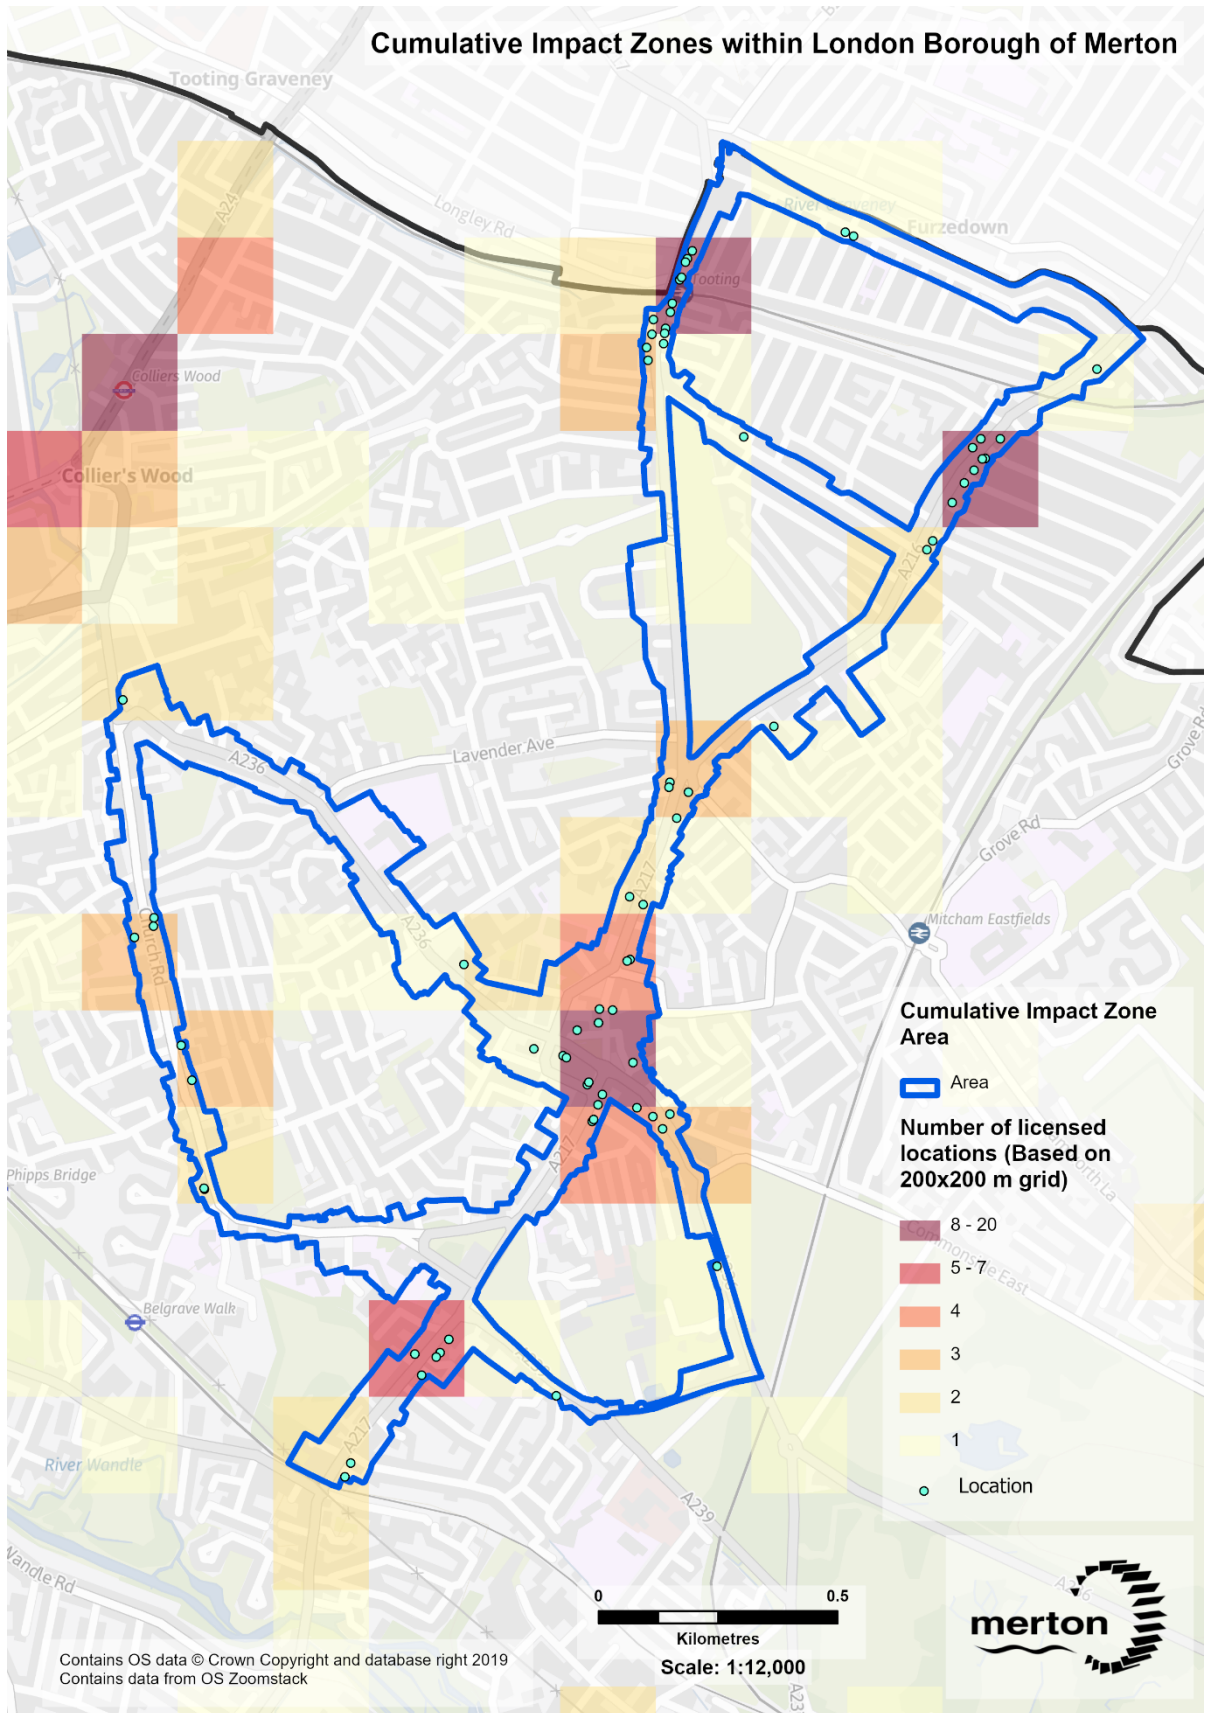 Cumulative Impact Zones within London Borough of Merton
Tooting Graveney
A24
Longley Rd
River Graveney
Furzedown
Tooting
Colliers Wood
Collier's Wood
A216
Lavender Ave
A236
Grove Rd
Grove Rd
A217
Mitcham Eastfields
A236
Church Rd
Cumulative Impact Zone
Area
Area
Number of licensed
locations (Based on
200x200 m grid)
Phipps Bridge
A217
8 - 20
Commonside East
5 - 7
Belgrave Walk
4
3
2
1
A217
River Wandle
Location
A239
Wandle Rd
0
0.5
Kilometres
Scale: 1:12,000
merton
Contains OS data © Crown Copyright and database right 2019
Contains data from OS Zoomstack